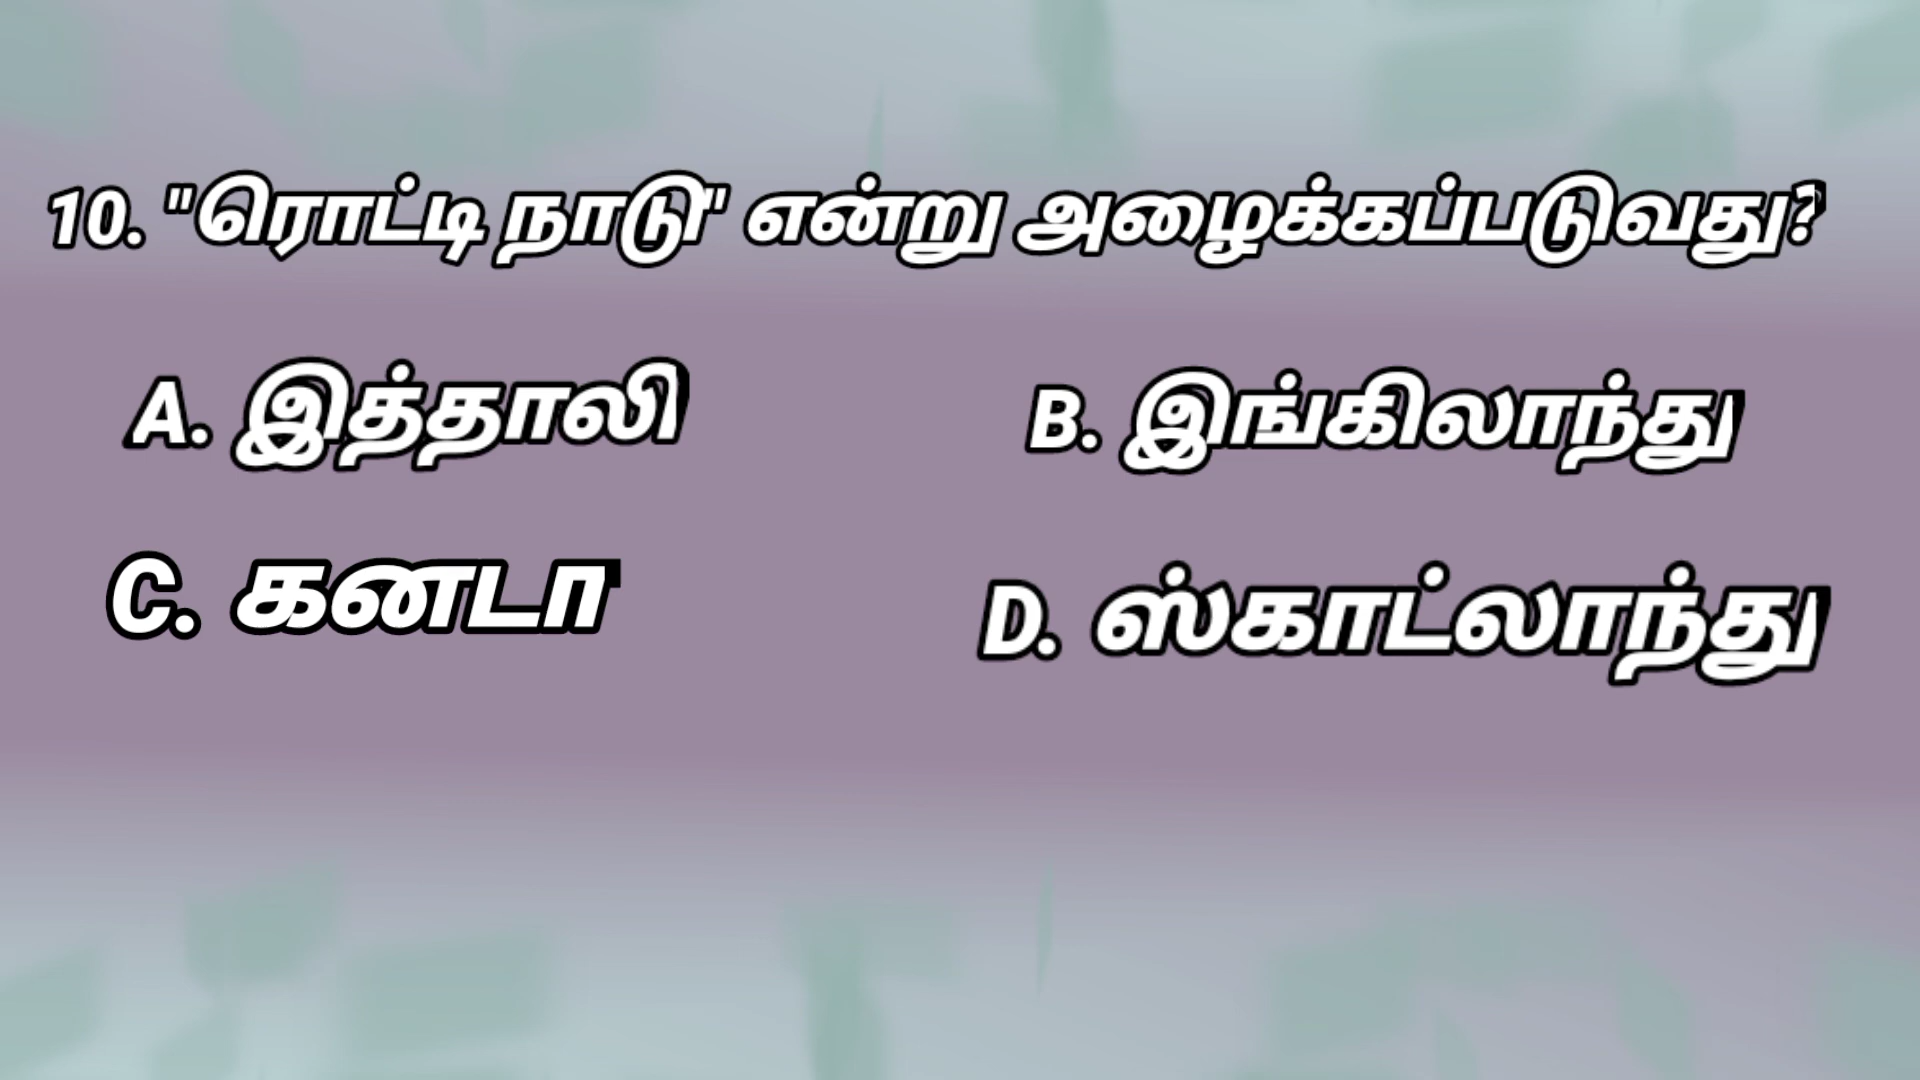 10. "ரொட்டி நாடு" என்று அழைக்கப்படுவது?
A. இத்தாலி
B. இங்கிலாந்து
C. கனடா
D. ஸ்காட்லாந்து